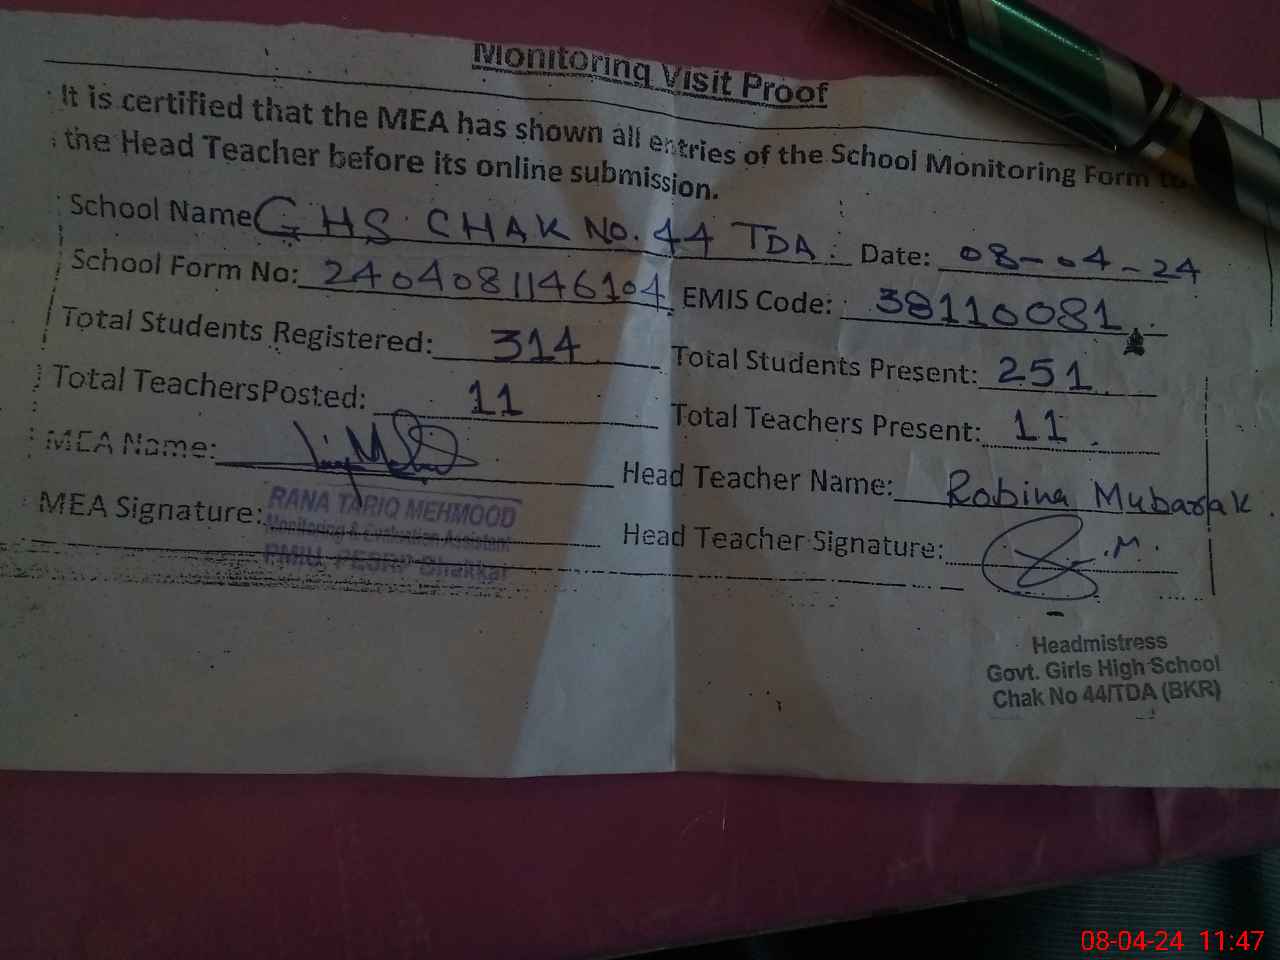 Monitoring Visit Proof
It is certified that the MEA has shown all entries of the School Monitoring Form to
the Head Teacher before its online submission.
School Name GHS CHAK NO. 44 TDA. Date: 08-04-24
School Form No: 2404081146104 EMIS Code: 38110081
Total Students Registered: 314 Total Students Present: 251
Total TeachersPosted: 11 Total Teachers Present: 11.
MEA Name: Head Teacher Name: Robina Mubarak.
MEA Signature: Head Teacher Signature: .M.
RANA TARIQ MEHMOOD
Monitoring & Evaluation Assistant
PMIU, PESRP Bhakkar
Headmistress
Govt. Girls High School
Chak No 44/TDA (BKR)
08-04-24 11:47